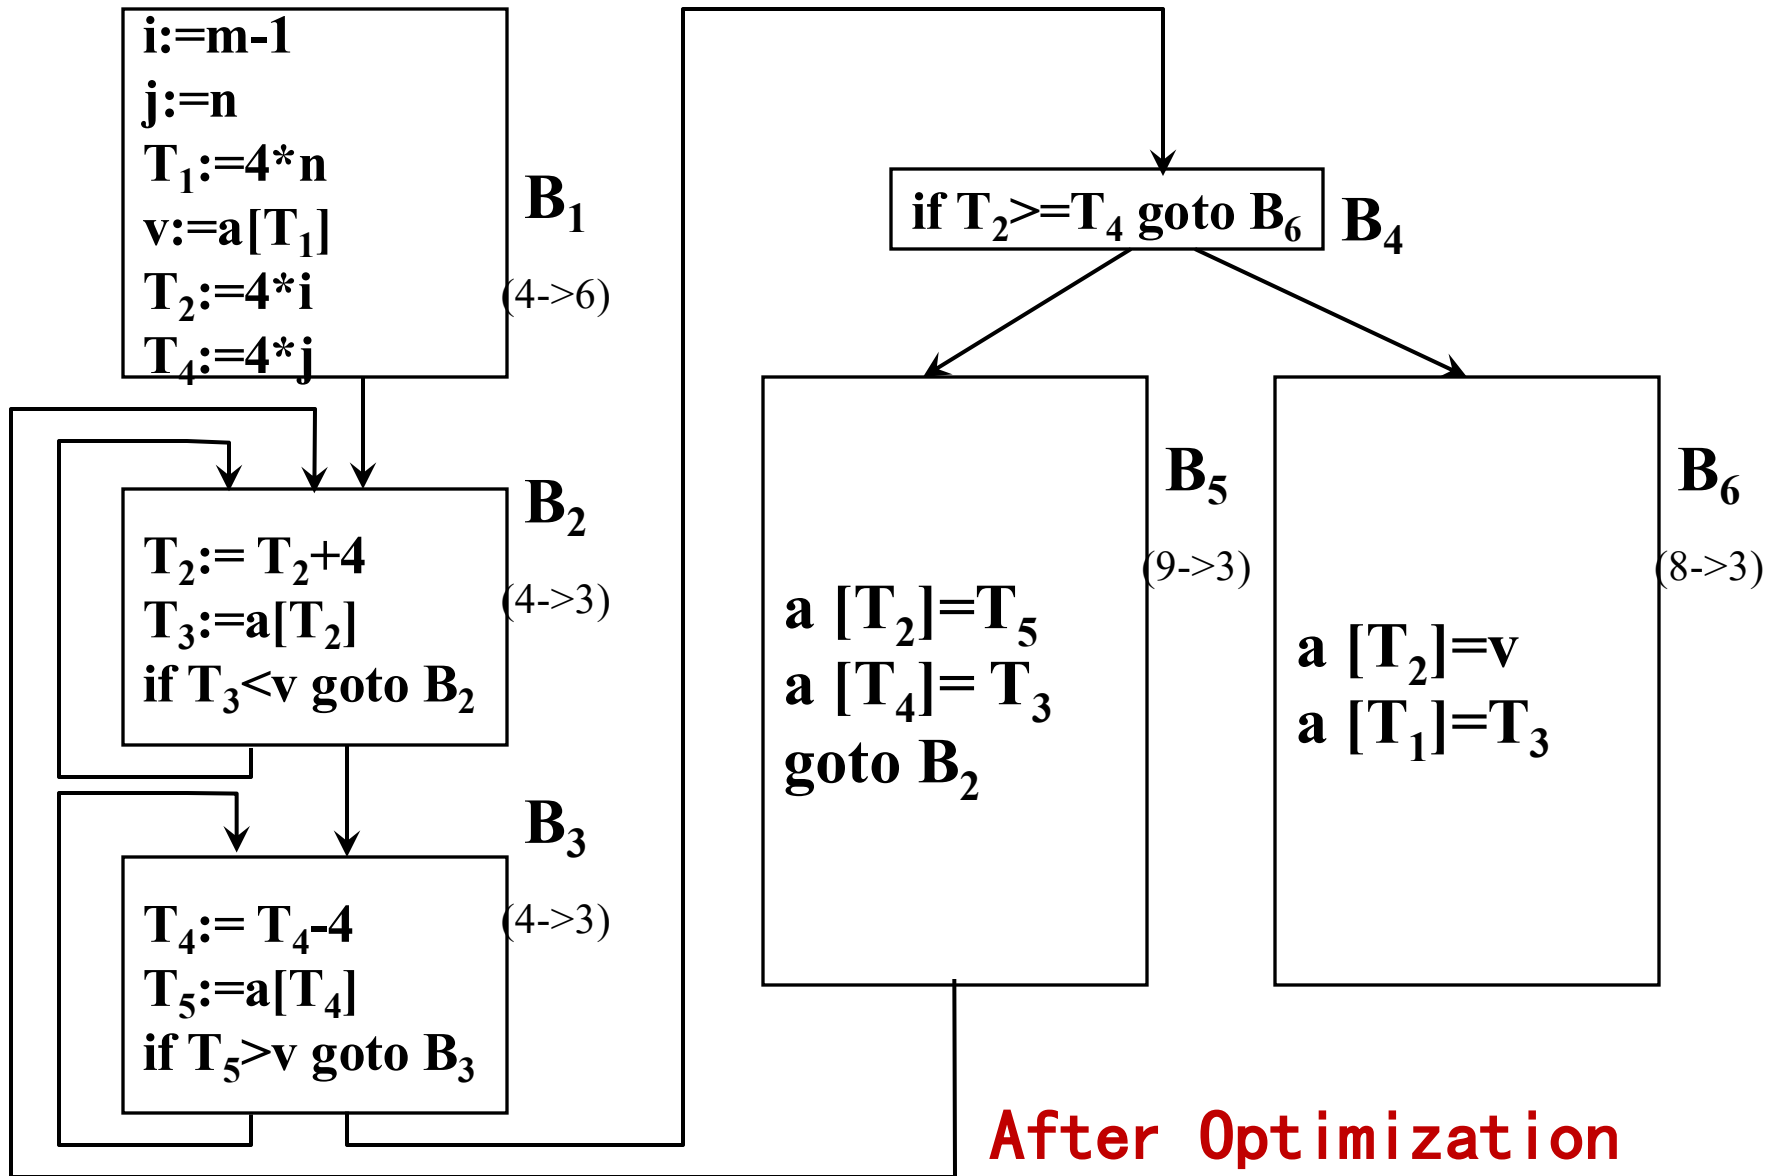 i:=m-1
j:=n
T₁:=4*n
v:=a[T₁]
T₂:=4*i
T₄:=4*j
B₁
(4->6)
T₂:= T₂+4
T₃:=a[T₂]
if T₃<v goto B₂
B₂
(4->3)
T₄:= T₄-4
T₅:=a[T₄]
if T₅>v goto B₃
B₃
(4->3)
if T₂>=T₄ goto B₆
B₄
a [T₂]=T₅
a [T₄]= T₃
goto B₂
B₅
(9->3)
a [T₂]=v
a [T₁]=T₃
B₆
(8->3)
After Optimization